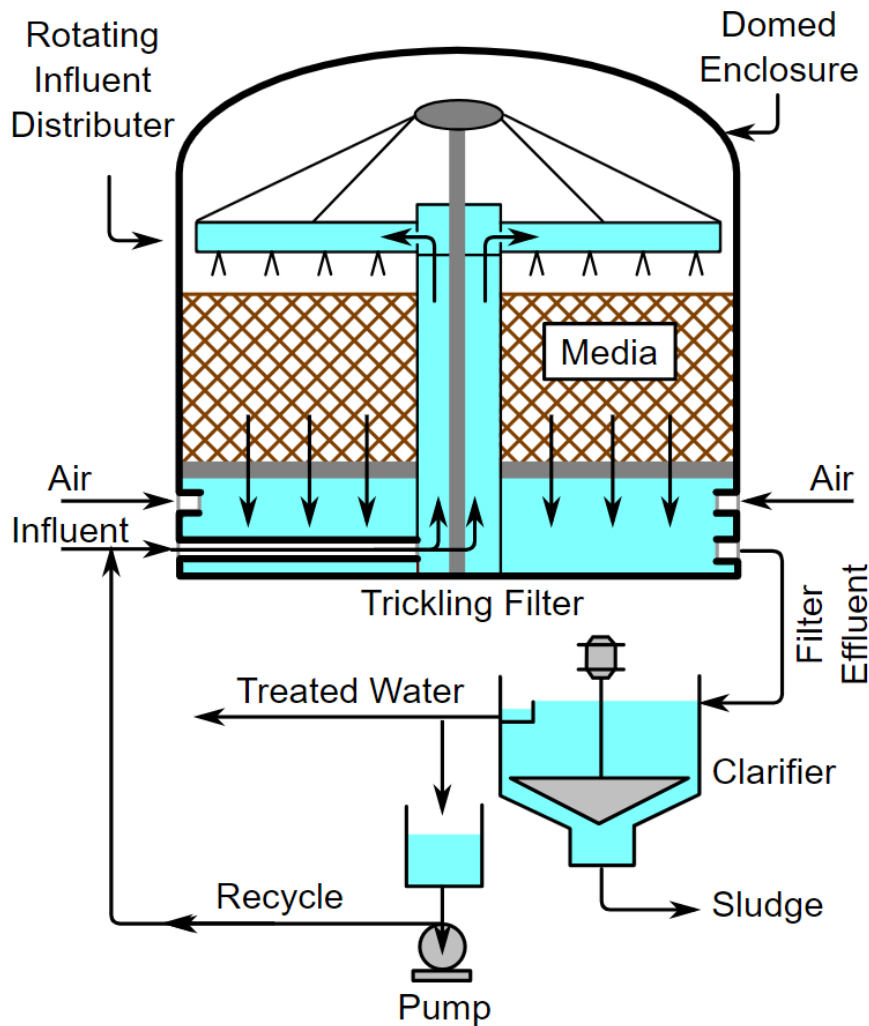 Rotating
Influent
Distributer
Domed
Enclosure
Media
Air
Air
Influent
Trickling Filter
Filter
Effluent
Treated Water
Clarifier
Recycle
Sludge
Pump